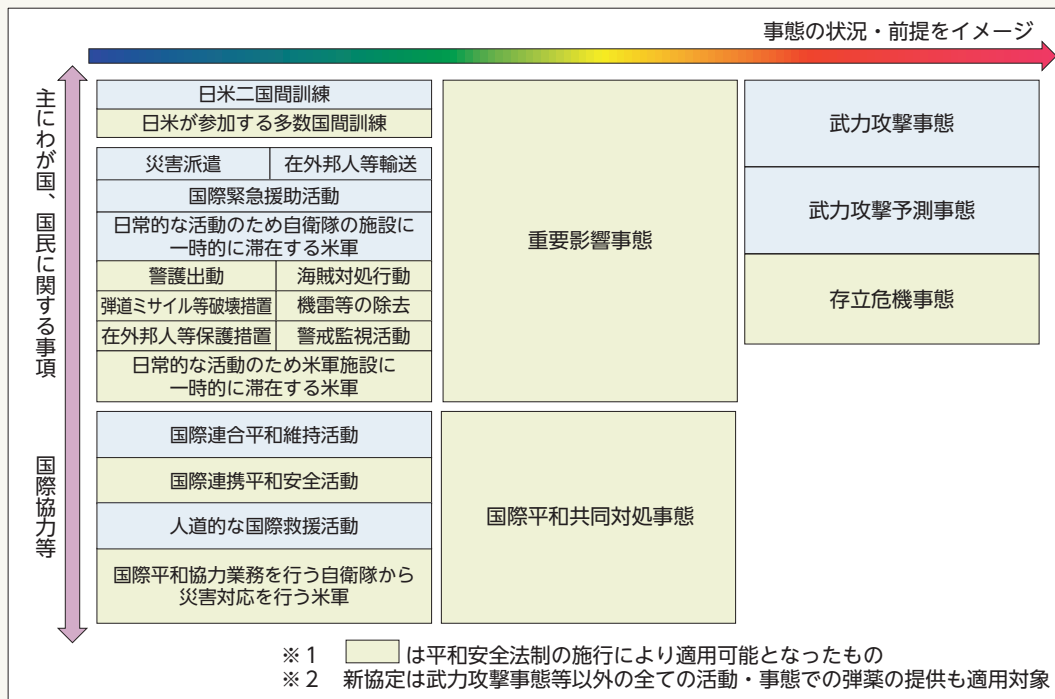 事態の状況・前提をイメージ
主にわが国、国民に関する事項
国際協力等
日米二国間訓練
日米が参加する多数国間訓練
災害派遣
在外邦人等輸送
国際緊急援助活動
日常的な活動のため自衛隊の施設に
一時的に滞在する米軍
警護出動
海賊対処行動
弾道ミサイル等破壊措置
機雷等の除去
在外邦人等保護措置
警戒監視活動
日常的な活動のため米軍施設に
一時的に滞在する米軍
国際連合平和維持活動
国際連携平和安全活動
人道的な国際救援活動
国際平和協力業務を行う自衛隊から
災害対応を行う米軍
重要影響事態
国際平和共同対処事態
武力攻撃事態
武力攻撃予測事態
存立危機事態
※1 は平和安全法制の施行により適用可能となったもの
※2 新協定は武力攻撃事態等以外の全ての活動・事態での弾薬の提供も適用対象